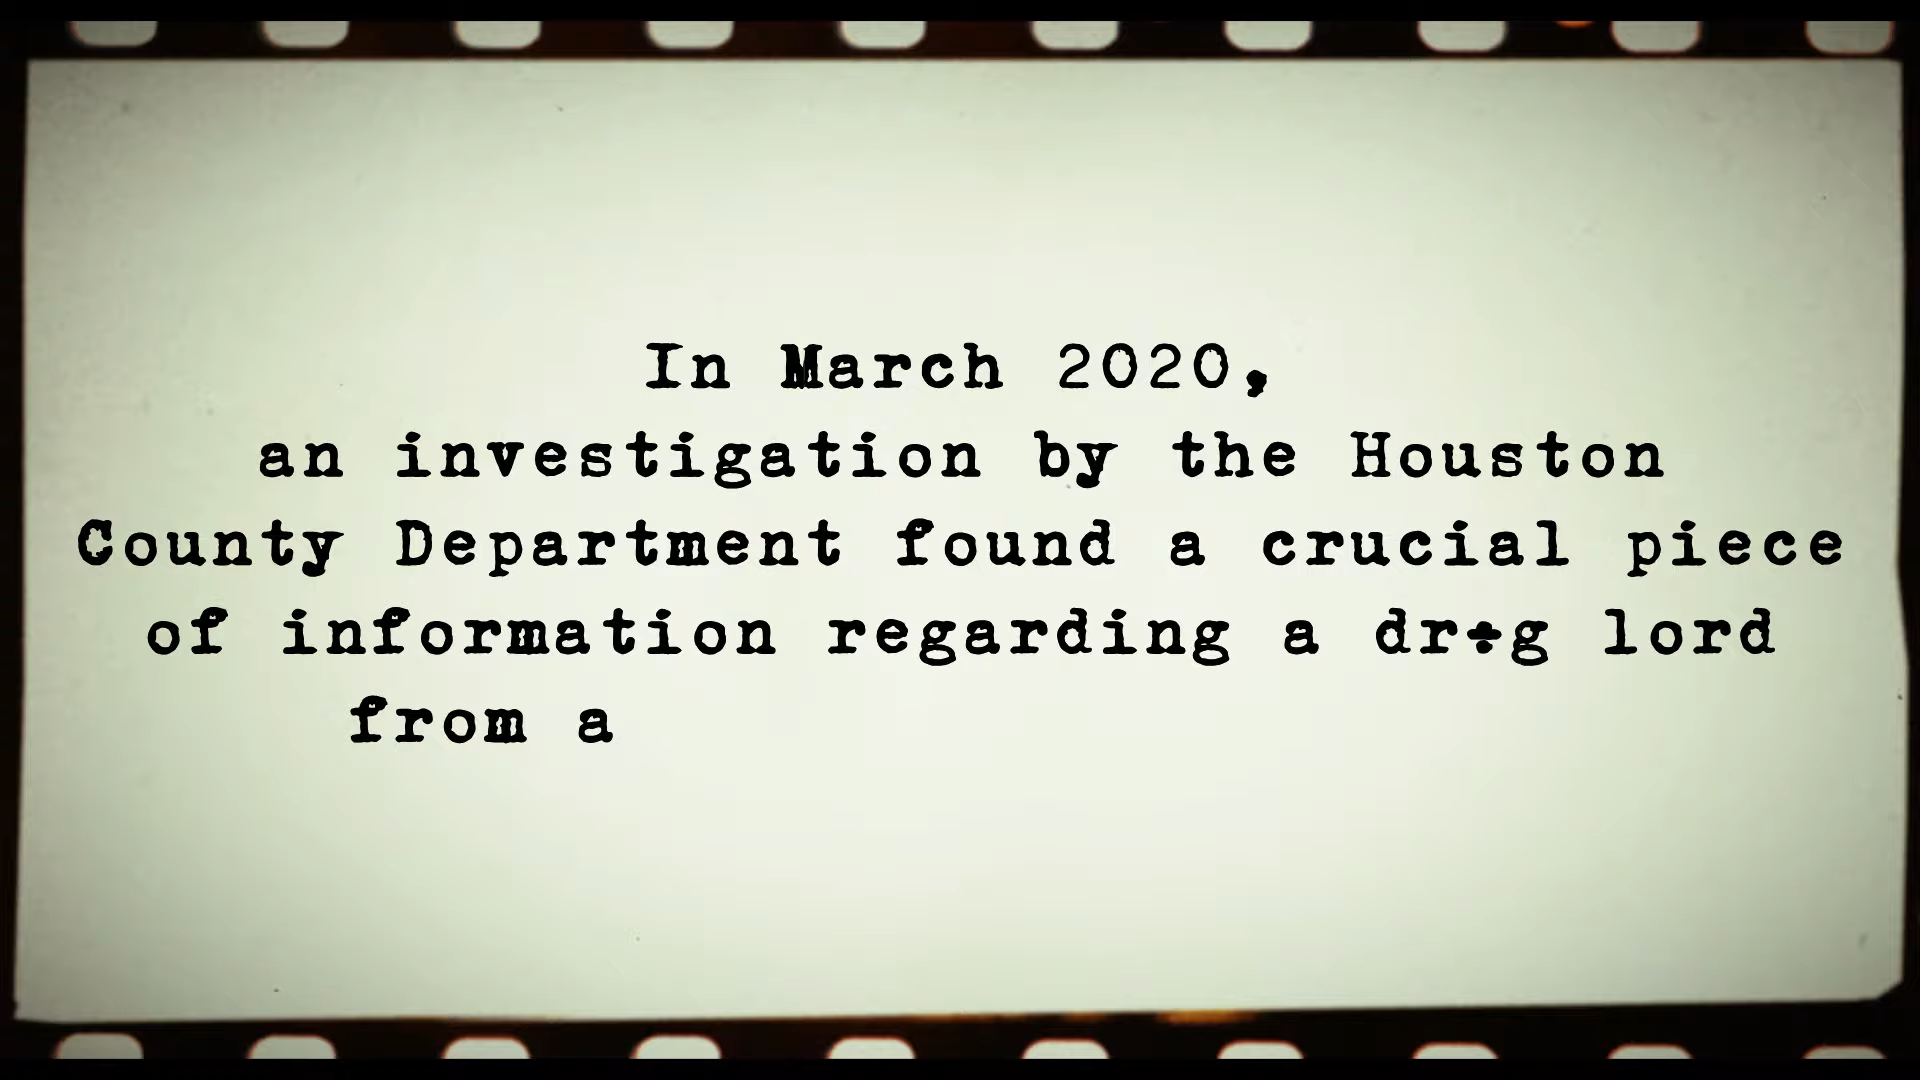 In March 2020,
an investigation by the Houston
County Department found a crucial piece
of information regarding a dr÷g lord
from a